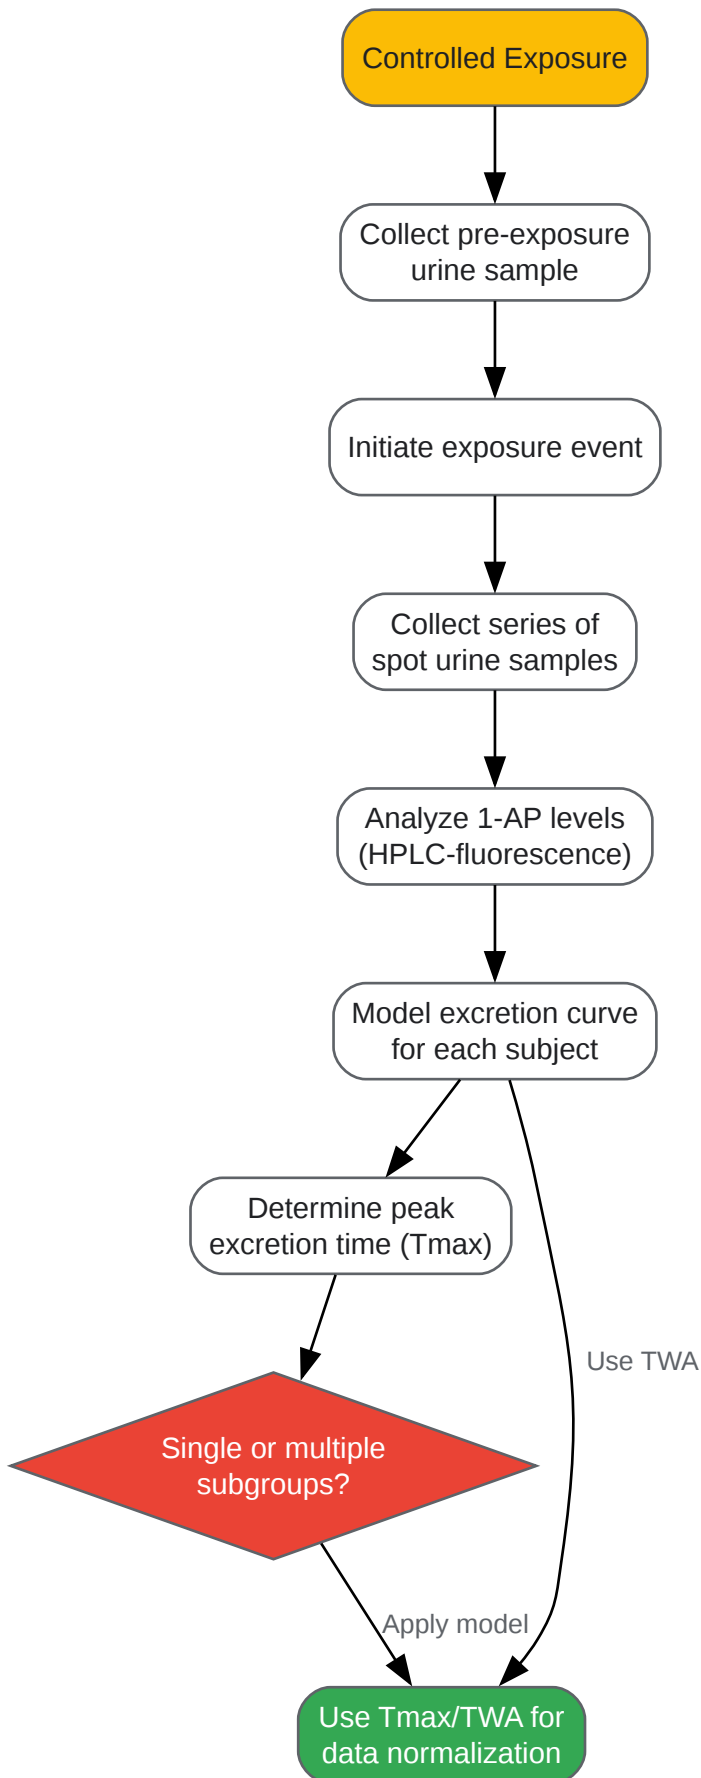 Controlled Exposure
Collect pre-exposure
urine sample
Initiate exposure event
Collect series of
spot urine samples
Analyze 1-AP levels
(HPLC-fluorescence)
Model excretion curve
for each subject
Determine peak
excretion time (Tmax)
Use TWA
Single or multiple
subgroups?
Apply model
Use Tmax/TWA for
data normalization